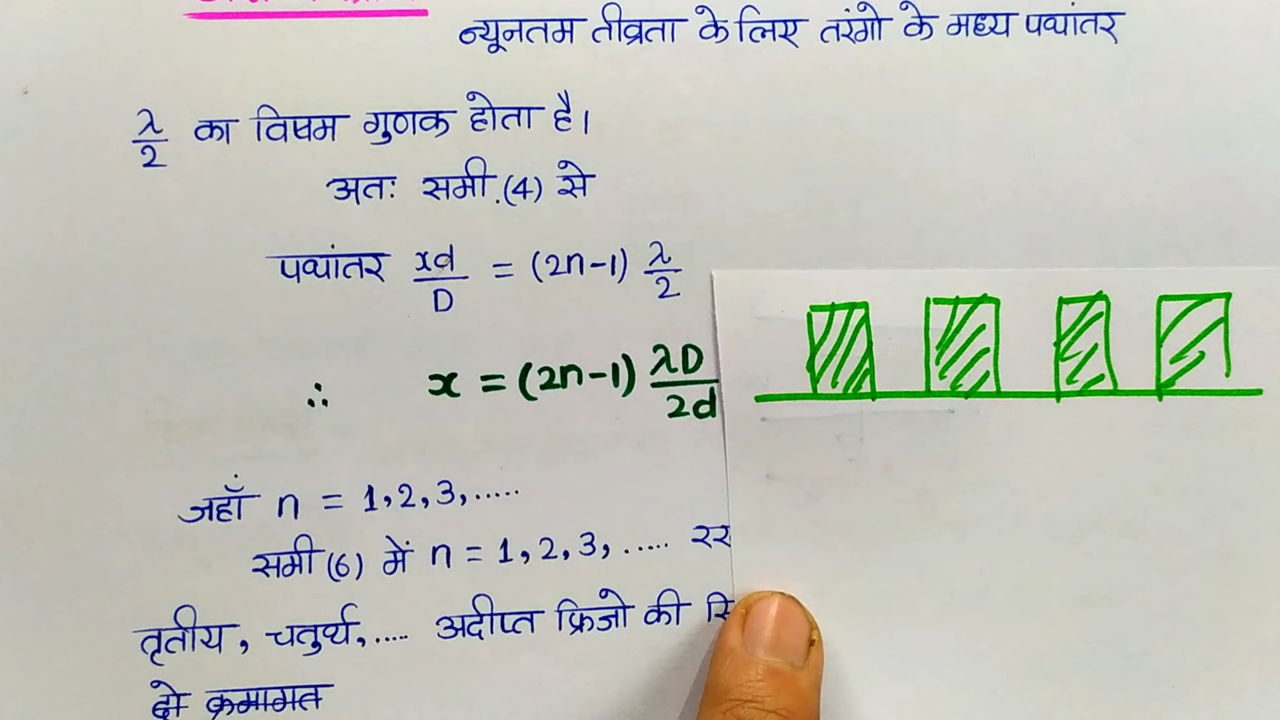 न्यूनतम तीव्रता के लिए तरंगो के मध्य पथांतर
λ/2 का विषम गुणक होता है।
अतः समी.(4) से
पथांतर xd/D = (2n-1) λ/2
∴ x = (2n-1) λD/2d
जहाँ n = 1,2,3,.....
समी(6) में n = 1,2,3, .....
तृतीय, चतुर्थ,.... अदीप्त फ्रिजो की
दो क्रमागत